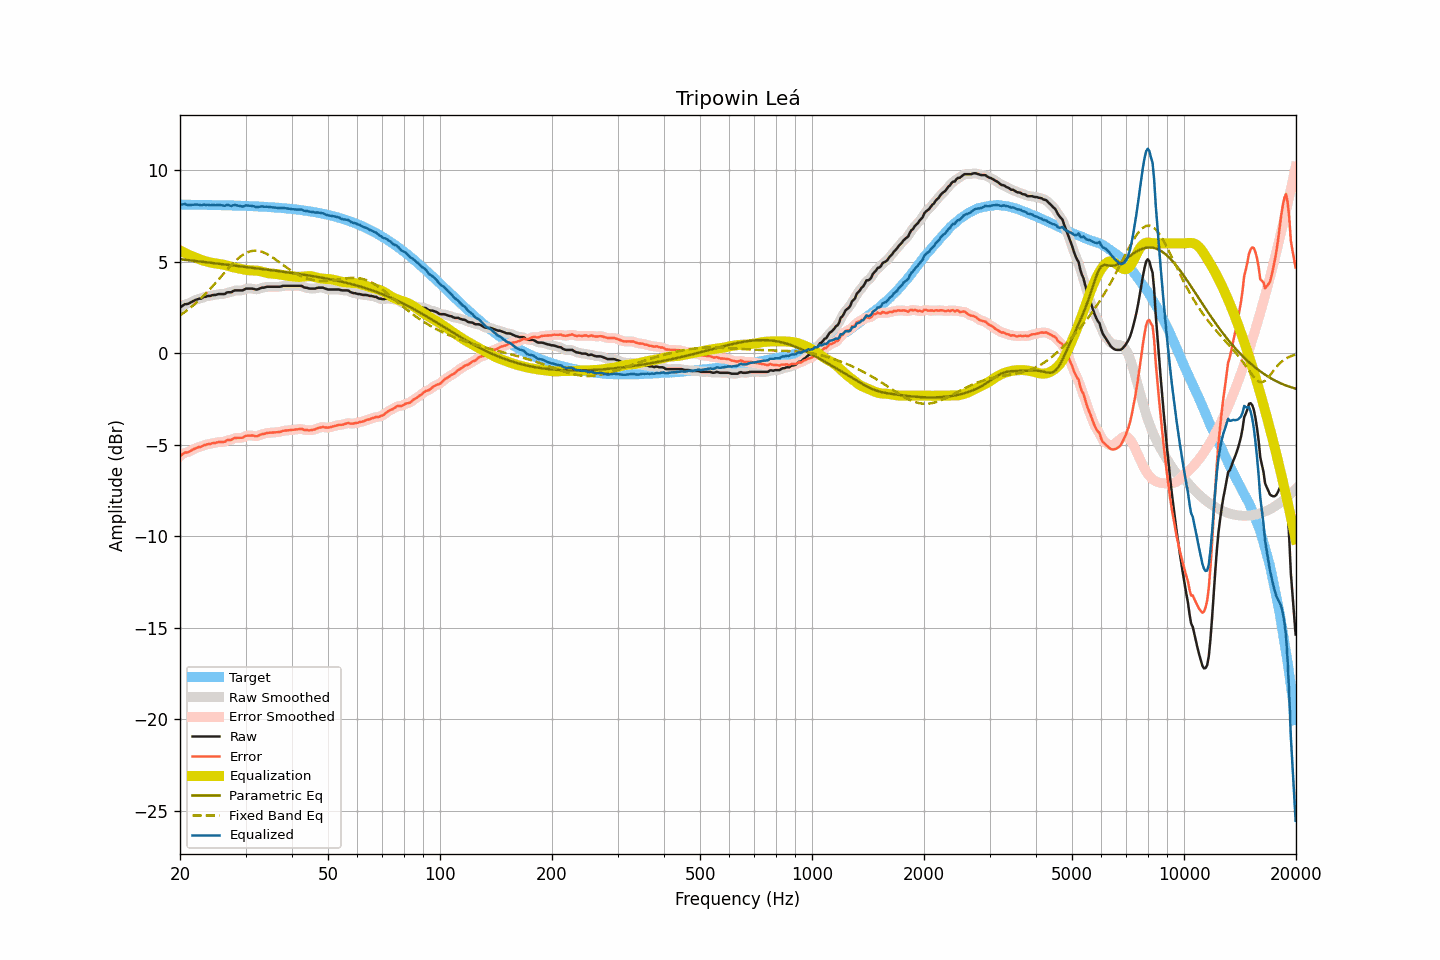 Tripowin Leá
Amplitude (dBr)
10
5
0
−5
−10
−15
−20
−25
Target
Raw Smoothed
Error Smoothed
Raw
Error
Equalization
Parametric Eq
Fixed Band Eq
Equalized
20 50 100 200 500 1000 2000 5000 10000 20000
Frequency (Hz)